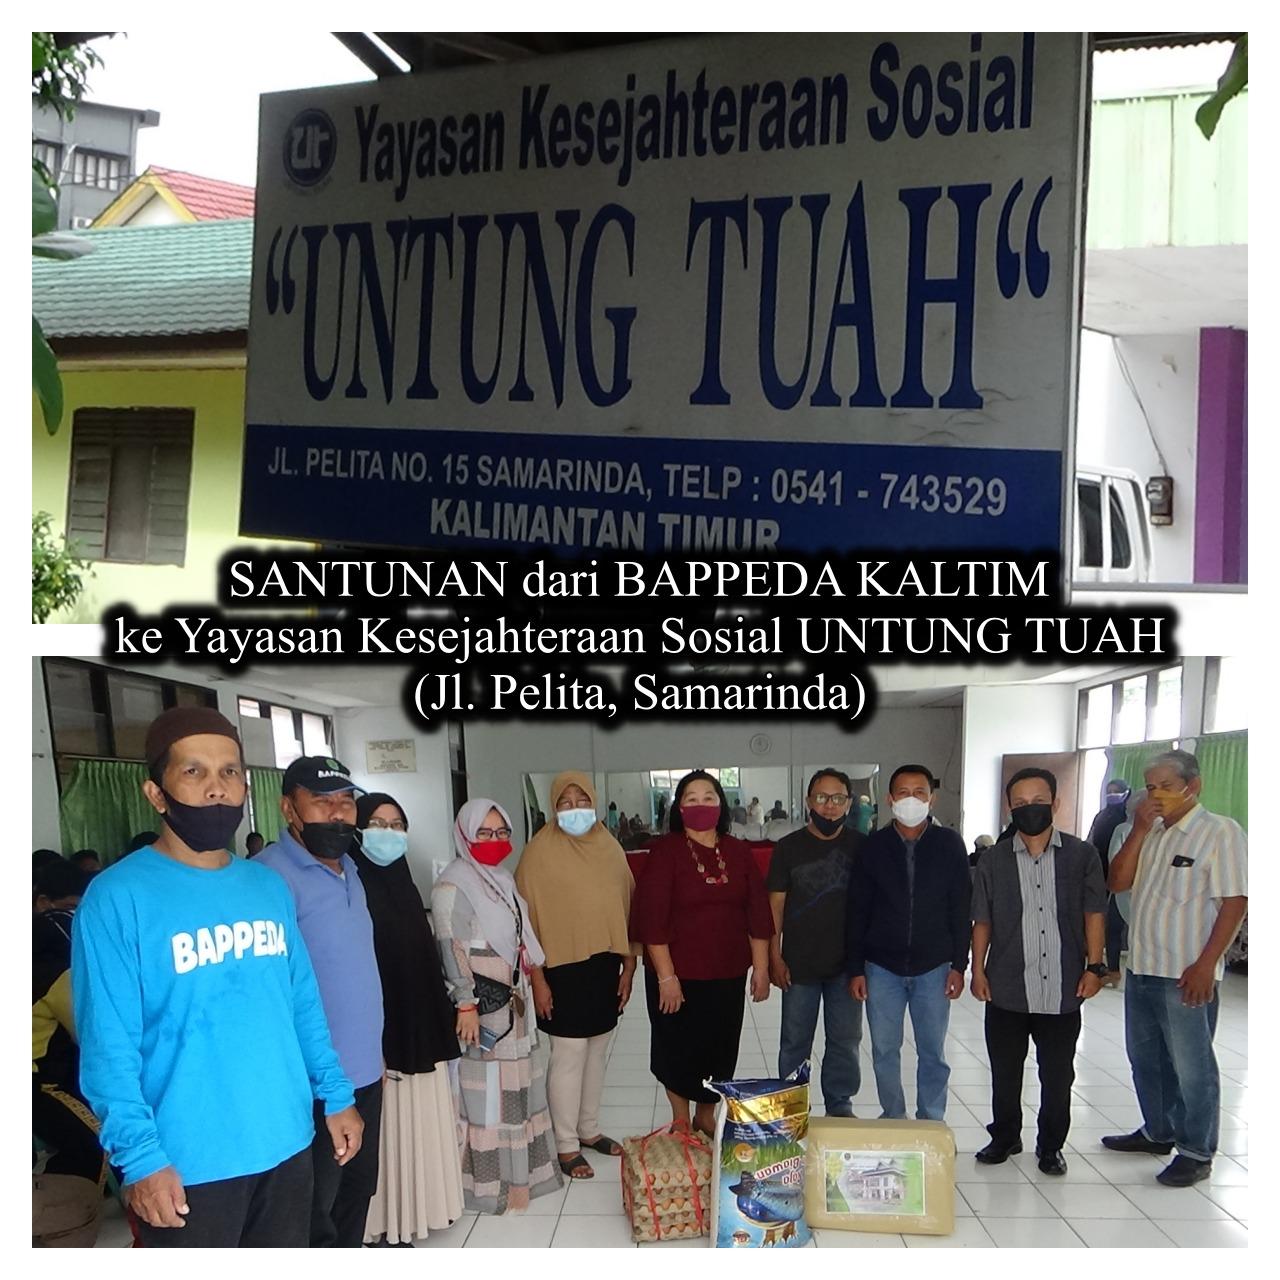 Yayasan Kesejahteraan Sosial
“UNTUNG TUAH“
JL. PELITA NO. 15 SAMARINDA, TELP : 0541 - 743529
KALIMANTAN TIMUR
SANTUNAN dari BAPPEDA KALTIM
ke Yayasan Kesejahteraan Sosial UNTUNG TUAH
(Jl. Pelita, Samarinda)
BAPPEDA
BAPPEDA